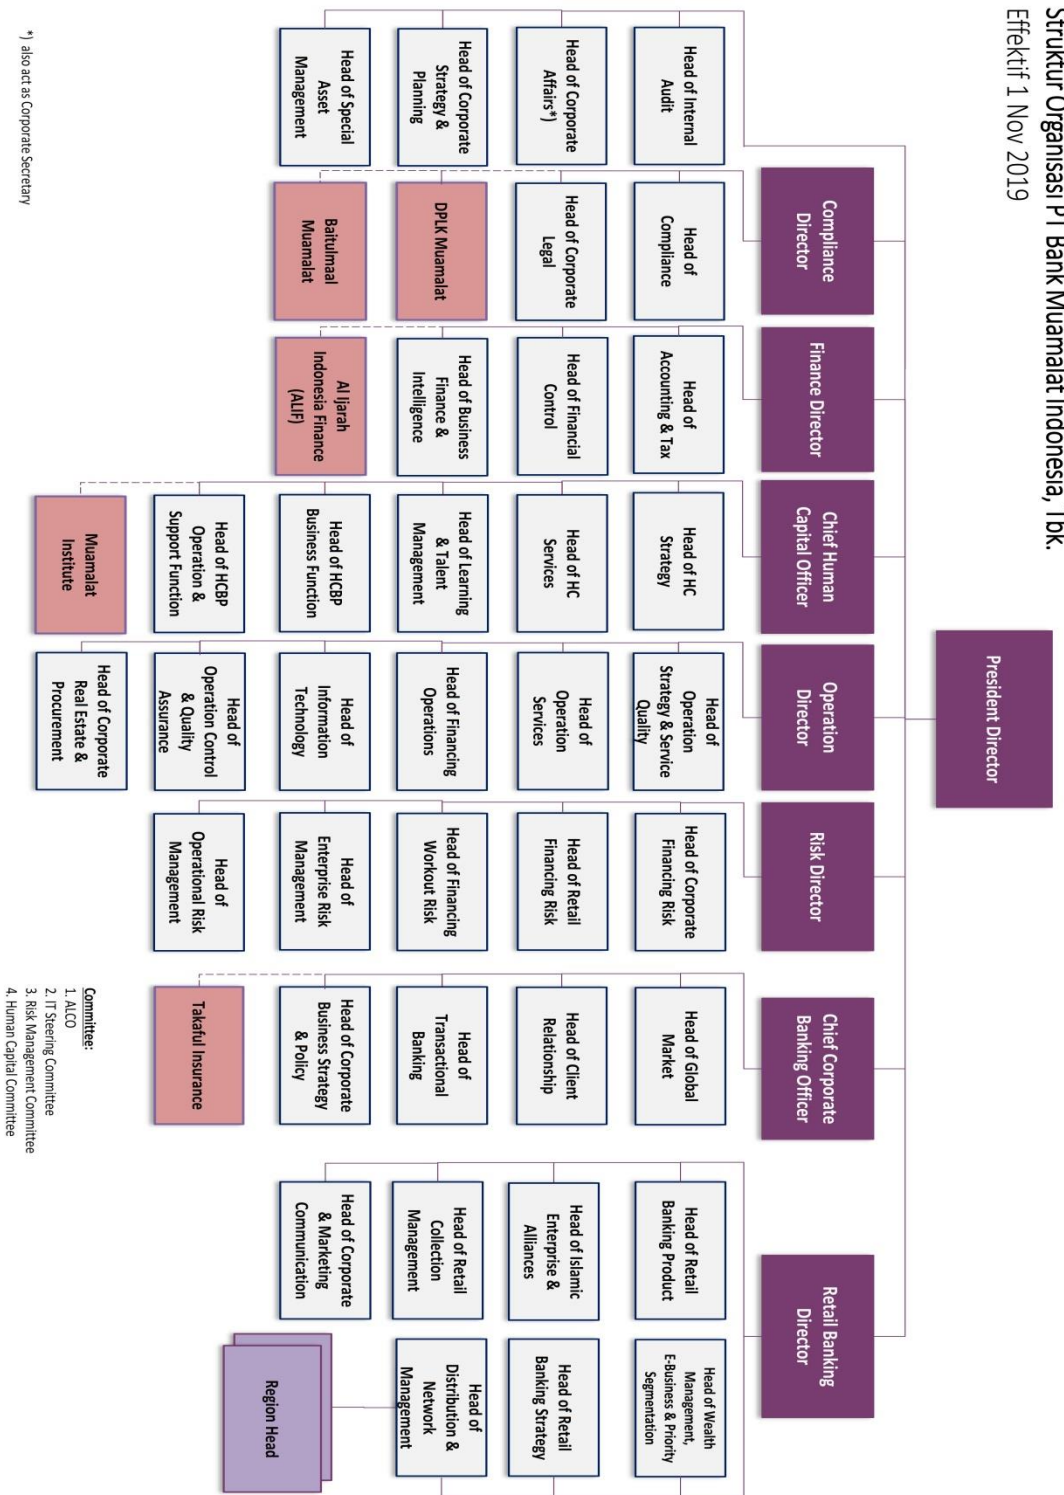 Struktur Organisasi PT Bank Muamalat Indonesia, Tbk.
Effektif 1 Nov 2019
President Director
Compliance
Director
Finance Director
Chief Human
Capital Officer
Operation
Director
Risk Director
Chief Corporate
Banking Officer
Retail Banking
Director
Head of Internal
Audit
Head of Corporate
Affairs*)
Head of Corporate
Strategy &
Planning
Head of Special
Asset
Management
Head of
Compliance
Head of Corporate
Legal
DPLK Muamalat
Baitulmaal
Muamalat
Head of
Accounting & Tax
Head of Financial
Control
Head of Business
Finance &
Intelligence
Al Ijarah
Indonesia Finance
(ALIF)
Head of HC
Strategy
Head of HC
Services
Head of Learning
& Talent
Management
Head of HCBP
Business Function
Head of HCBP
Operation &
Support Function
Muamalat
Institute
Head of
Operation
Strategy & Service
Quality
Head of
Operation
Services
Head of Financing
Operations
Head of
Information
Technology
Head of
Operation Control
& Quality
Assurance
Head of Corporate
Real Estate &
Procurement
Head of Corporate
Financing Risk
Head of Retail
Financing Risk
Head of Financing
Workout Risk
Head of
Enterprise Risk
Management
Head of
Operational Risk
Management
Head of Global
Market
Head of Client
Relationship
Head of
Transactional
Banking
Head of Corporate
Business Strategy
& Policy
Takaful Insurance
Head of Retail
Banking Product
Head of Islamic
Enterprise &
Alliances
Head of Retail
Collection
Management
Head of Corporate
& Marketing
Communication
Head of Wealth
Management,
E-Business & Priority
Segmentation
Head of Retail
Banking Strategy
Head of
Distribution &
Network
Management
Region Head
*) also act as Corporate Secretary
Committee:
1. ALCO
2. IT Steering Committee
3. Risk Management Committee
4. Human Capital Committee